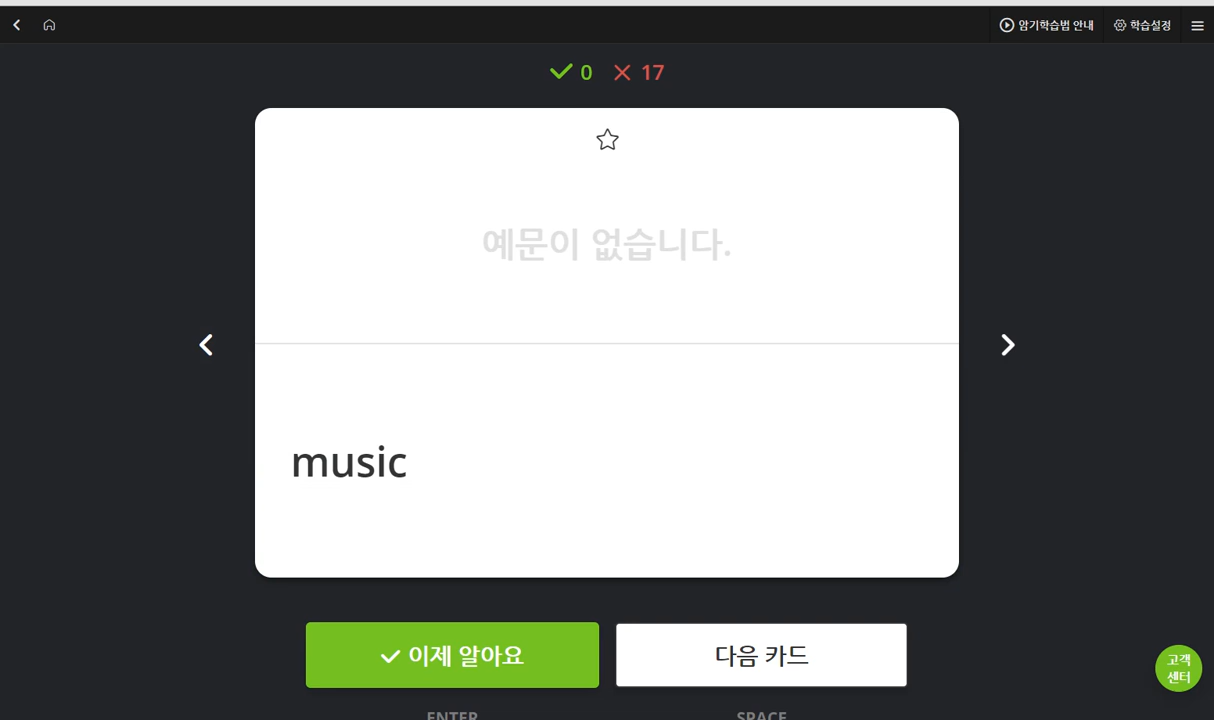 암기학습법 안내
학습설정
0
17
예문이 없습니다.
music
이제 알아요
다음 카드
고객
센터
ENTER
SPACE